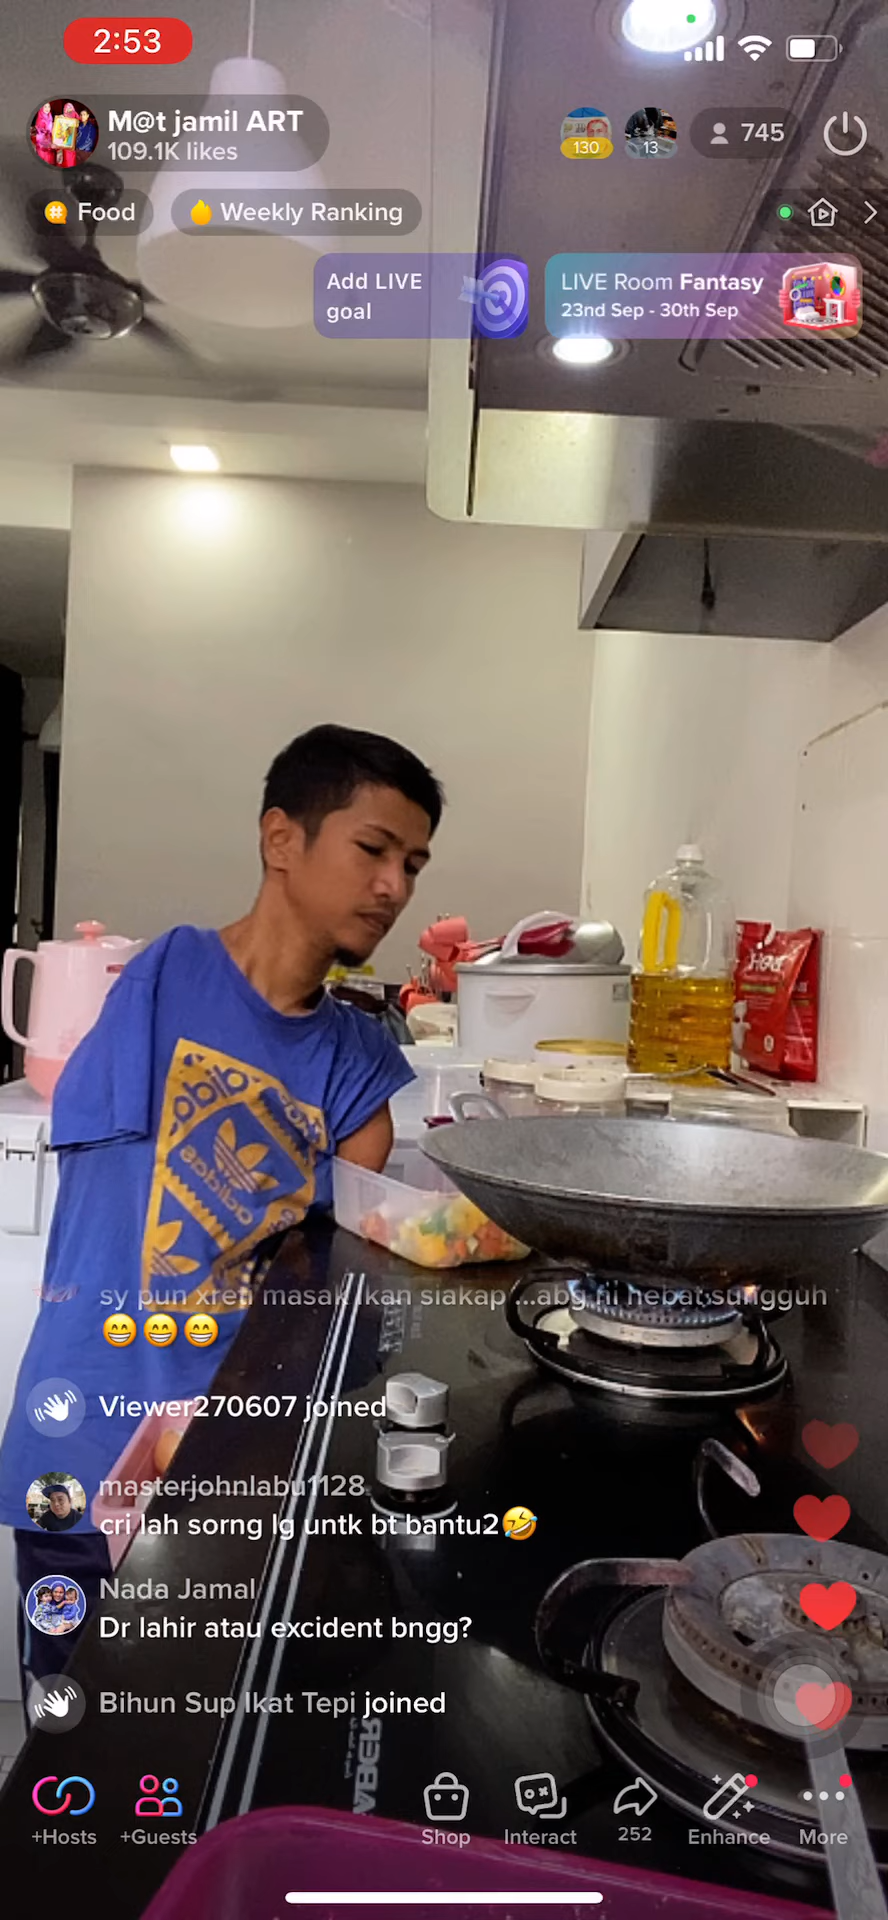 2:53
M@t jamil ART
109.1K likes
130
13
745
Food
Weekly Ranking
Add LIVE
goal
LIVE Room Fantasy
23nd Sep - 30th Sep
adidas
sy pun xreti masak Ikan siakap ...abg ni hebat sungguh
😁😁😁
Viewer270607 joined
masterjohnlabu1128
cri lah sorng lg untk bt bantu2🤣
Nada Jamal
Dr lahir atau excident bngg?
Bihun Sup Ikat Tepi joined
+Hosts
+Guests
Shop
Interact
252
Enhance
More